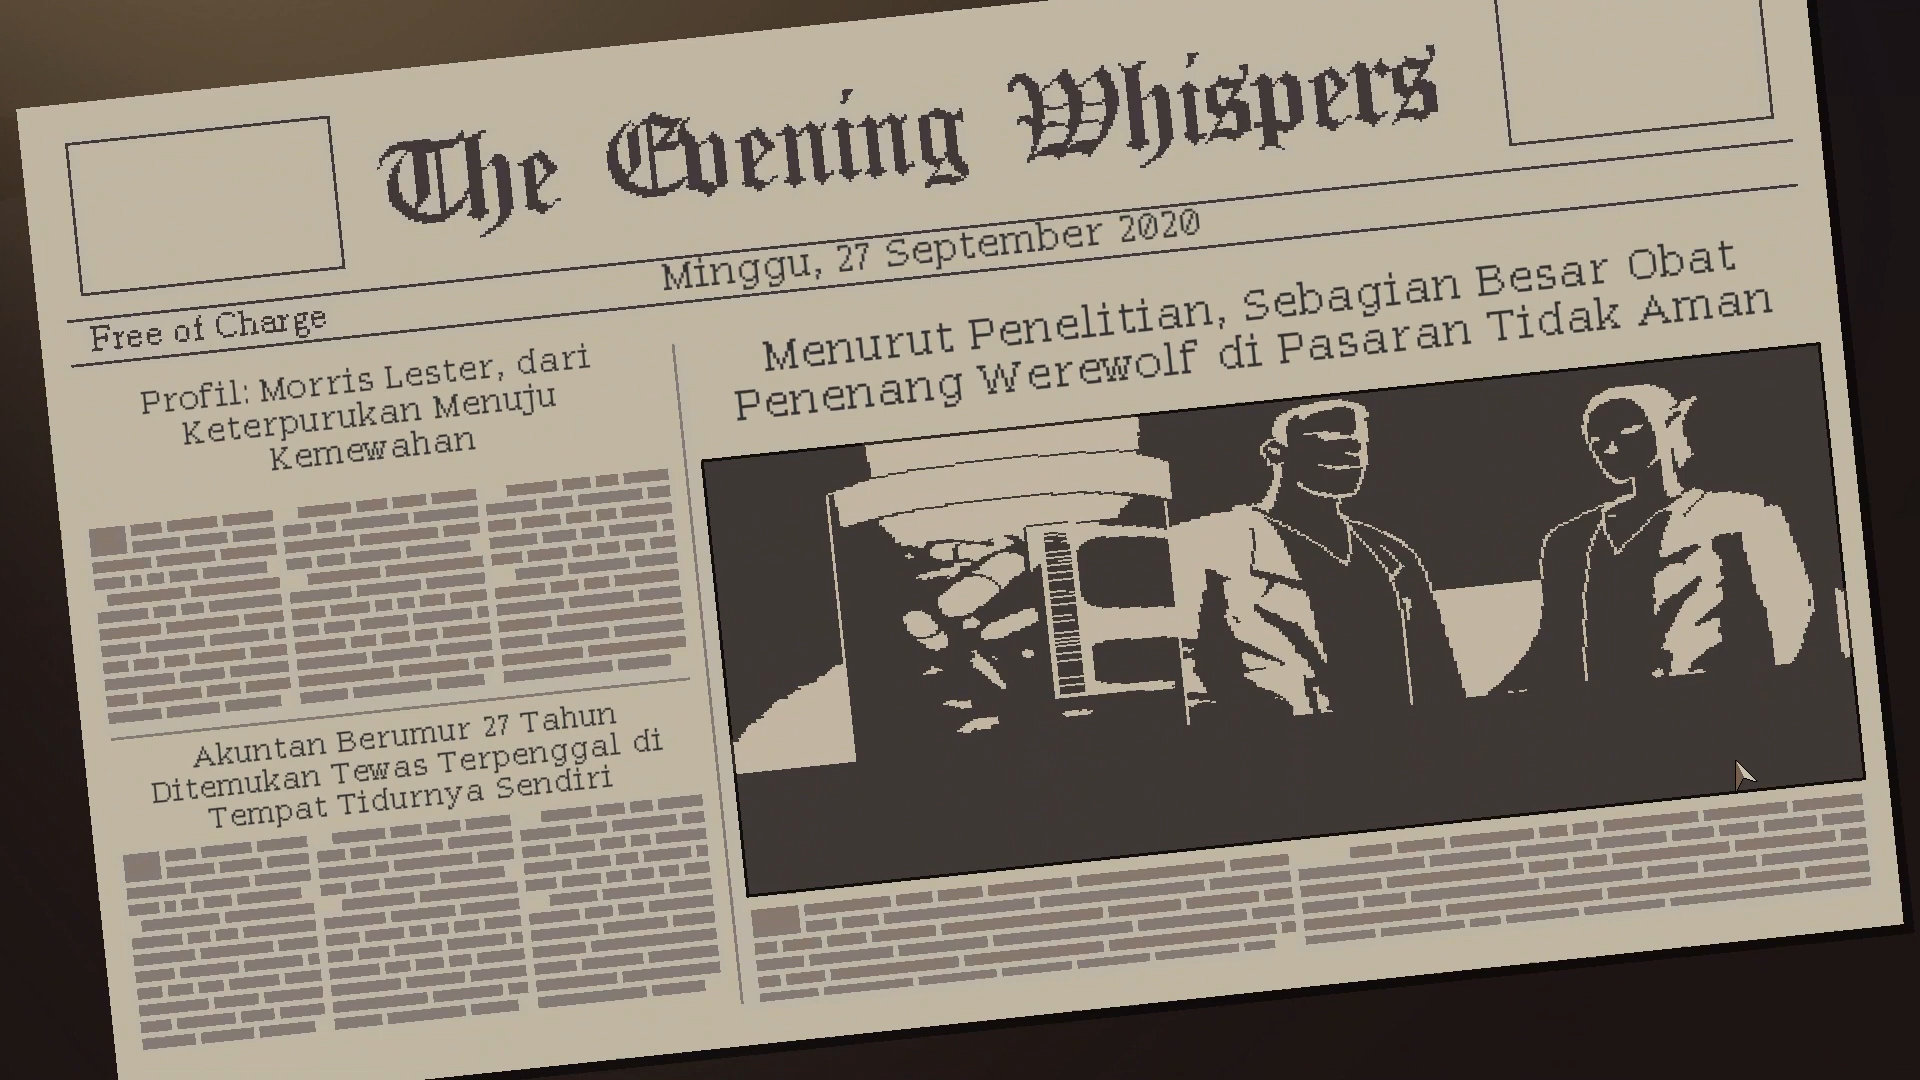 The Evening Whispers
Minggu, 27 September 2020
Free of Charge
Profil: Morris Lester, dari
Keterpurukan Menuju
Kemewahan
Akuntan Berumur 27 Tahun
Ditemukan Tewas Terpenggal di
Tempat Tidurnya Sendiri
Menurut Penelitian, Sebagian Besar Obat
Penenang Werewolf di Pasaran Tidak Aman